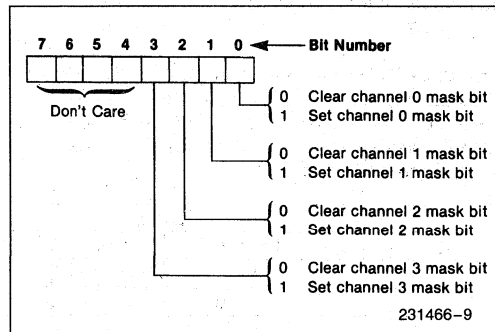 7 6 5 4 3 2 1 0 Bit Number
Don't Care
0 Clear channel 0 mask bit
1 Set channel 0 mask bit
0 Clear channel 1 mask bit
1 Set channel 1 mask bit
0 Clear channel 2 mask bit
1 Set channel 2 mask bit
0 Clear channel 3 mask bit
1 Set channel 3 mask bit
231466-9